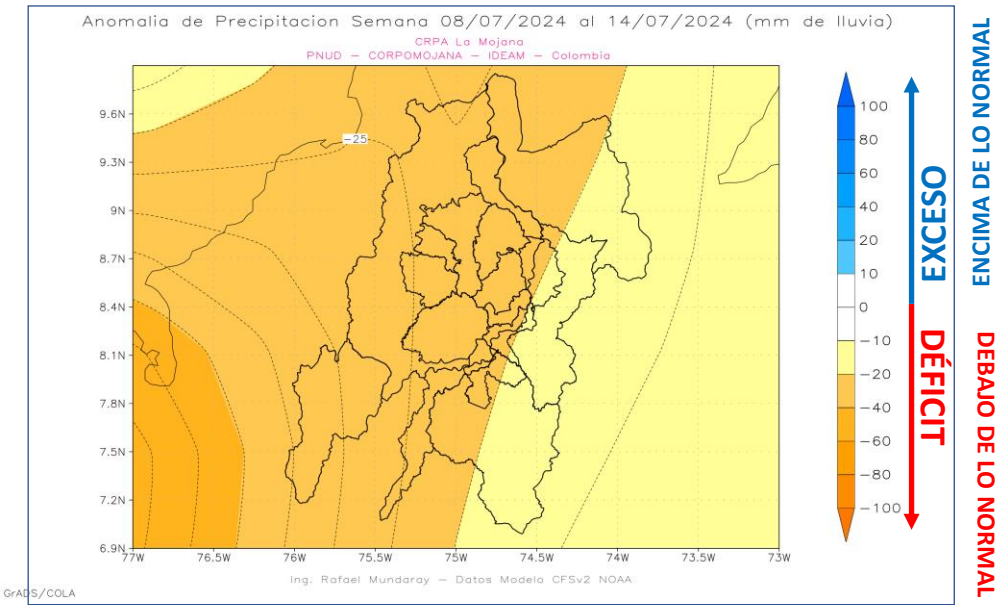 Anomalia de Precipitacion Semana 08/07/2024 al 14/07/2024 (mm de lluvia)
CRPA La Mojana
PNUD – CORPOMOJANA – IDEAM – Colombia
9.6N
9.3N
9N
8.7N
8.4N
8.1N
7.8N
7.5N
7.2N
6.9N
-25
77W
76.5W
76W
75.5W
75W
74.5W
74W
73.5W
73W
100
80
60
40
20
10
0
-10
-20
-40
-60
-80
-100
EXCESO
DÉFICIT
ENCIMA DE LO NORMAL
DEBAJO DE LO NORMAL
Ing. Rafael Mundaray – Datos Modelo CFSv2 NOAA
GrADS/COLA